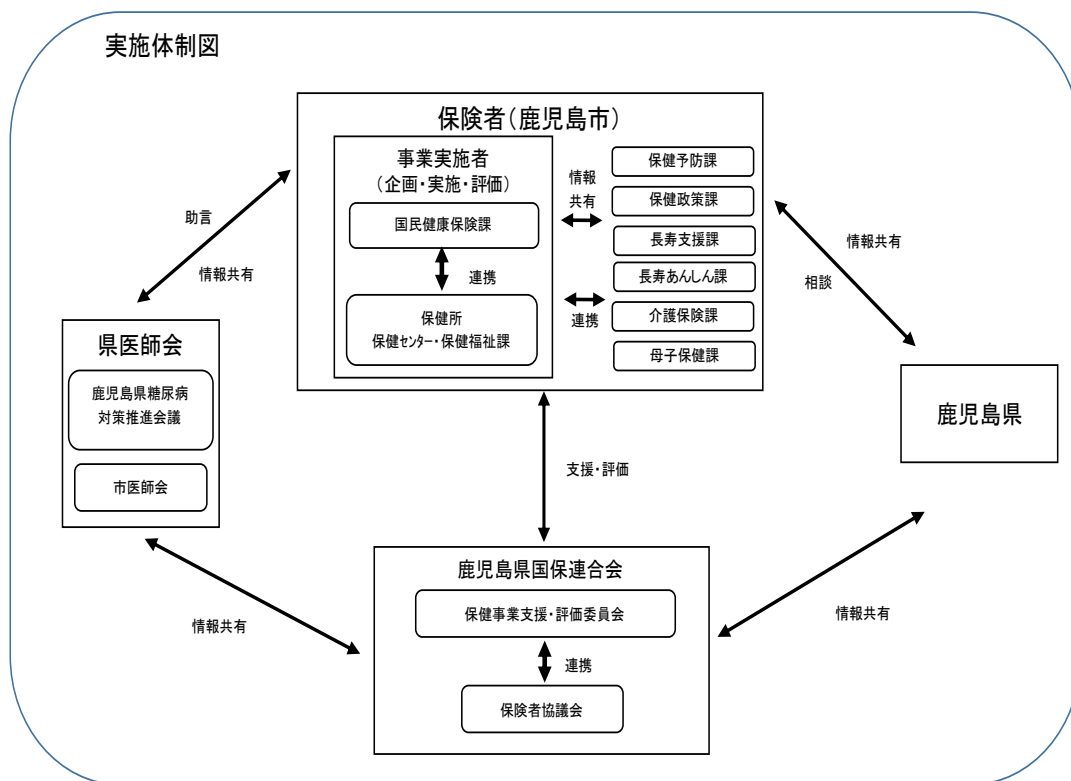 実施体制図
保険者(鹿児島市)
事業実施者
(企画・実施・評価)
国民健康保険課
連携
保健所
保健センター・保健福祉課
情報
共有
連携
保健予防課
保健政策課
長寿支援課
長寿あんしん課
介護保険課
母子保健課
助言
情報共有
情報共有
相談
県医師会
鹿児島県糖尿病
対策推進会議
市医師会
鹿児島県
支援・評価
鹿児島県国保連合会
保健事業支援・評価委員会
連携
保険者協議会
情報共有
情報共有